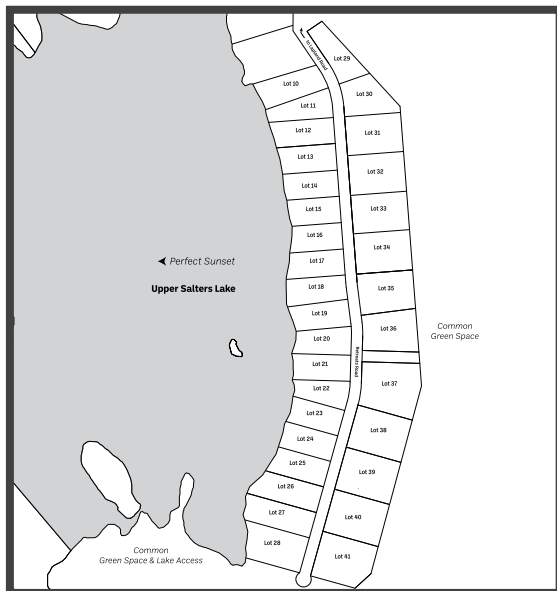 Road
Lot 29
Lot 10
Lot 30
Lot 11
Lot 12
Lot 31
Lot 13
Lot 32
Lot 14
Lot 15
Lot 33
Lot 16
Lot 34
Perfect Sunset
Lot 17
Upper Salters Lake
Lot 18
Lot 35
Lot 19
Lot 36
Common
Green Space
Lot 20
Retreats Road
Lot 21
Lot 37
Lot 22
Lot 23
Lot 38
Lot 24
Lot 25
Lot 39
Lot 26
Lot 27
Lot 40
Lot 28
Common
Green Space & Lake Access
Lot 41